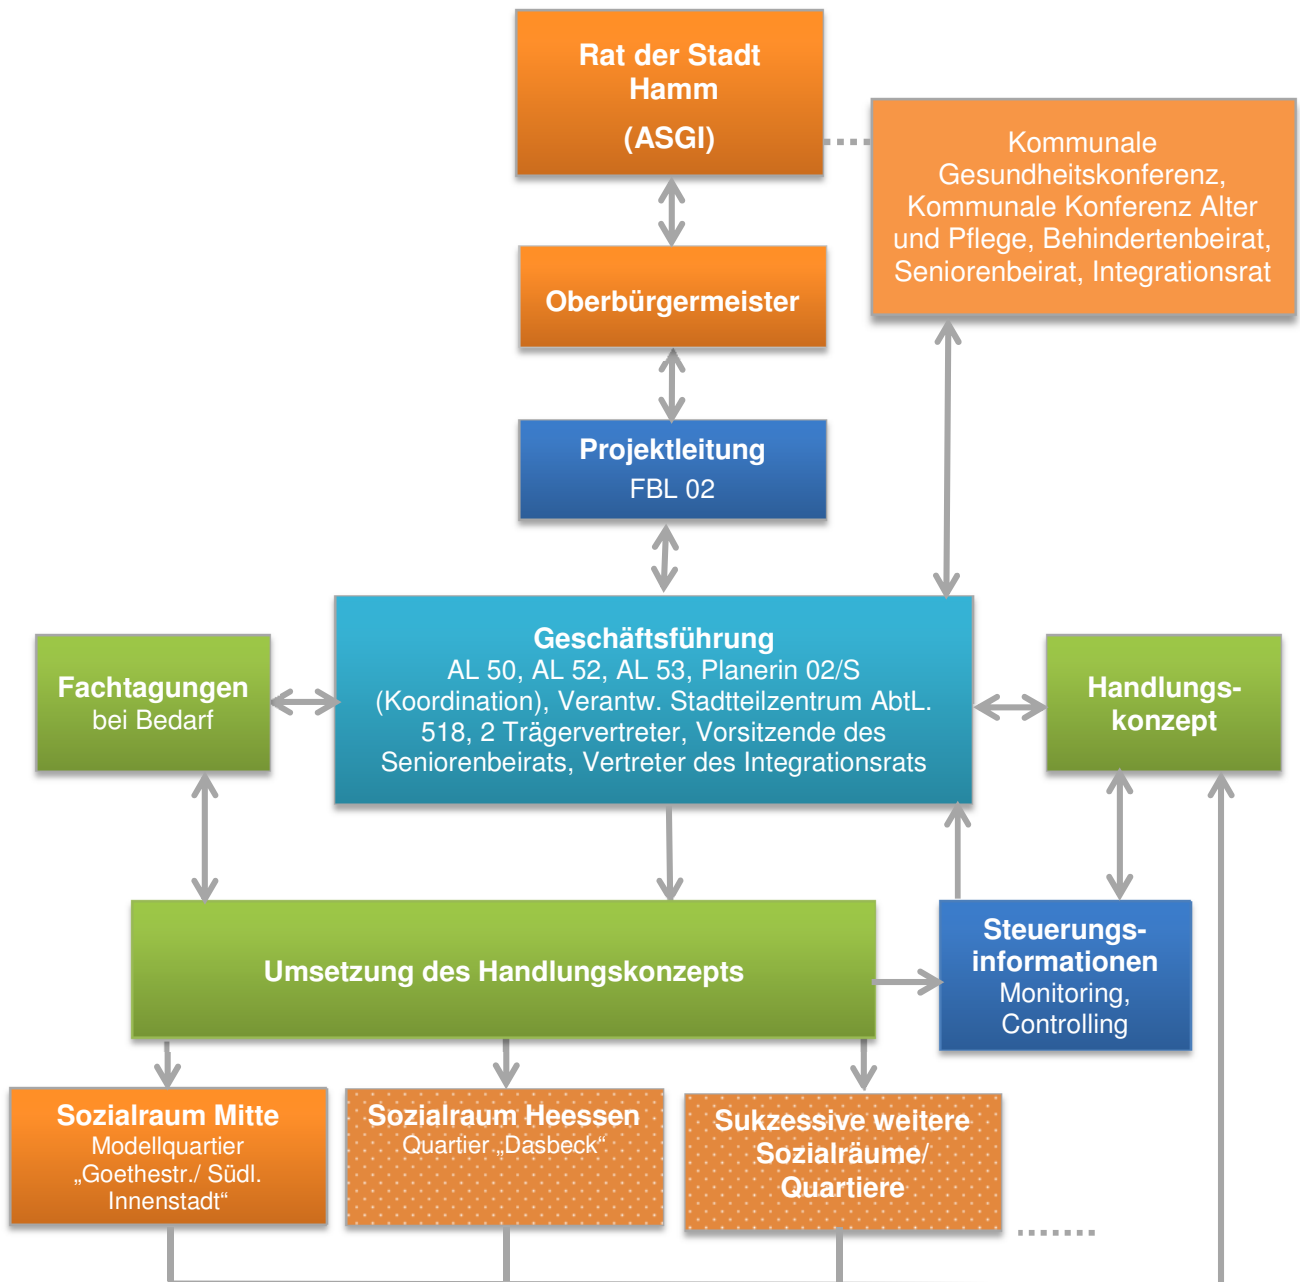 Rat der Stadt
Hamm
(ASGI)
Kommunale
Gesundheitskonferenz,
Kommunale Konferenz Alter
und Pflege, Behindertenbeirat,
Seniorenbeirat, Integrationsrat
Oberbürgermeister
Projektleitung
FBL 02
Geschäftsführung
AL 50, AL 52, AL 53, Planerin 02/S
(Koordination), Verantw. Stadtteilzentrum AbtL.
518, 2 Trägervertreter, Vorsitzende des
Seniorenbeirats, Vertreter des Integrationsrats
Fachtagungen
bei Bedarf
Handlungs-
konzept
Umsetzung des Handlungskonzepts
Steuerungs-
informationen
Monitoring,
Controlling
Sozialraum Mitte
Modellquartier
„Goethestr./ Südl.
Innenstadt“
Sozialraum Heessen
Quartier „Dasbeck“
Sukzessive weitere
Sozialräume/
Quartiere